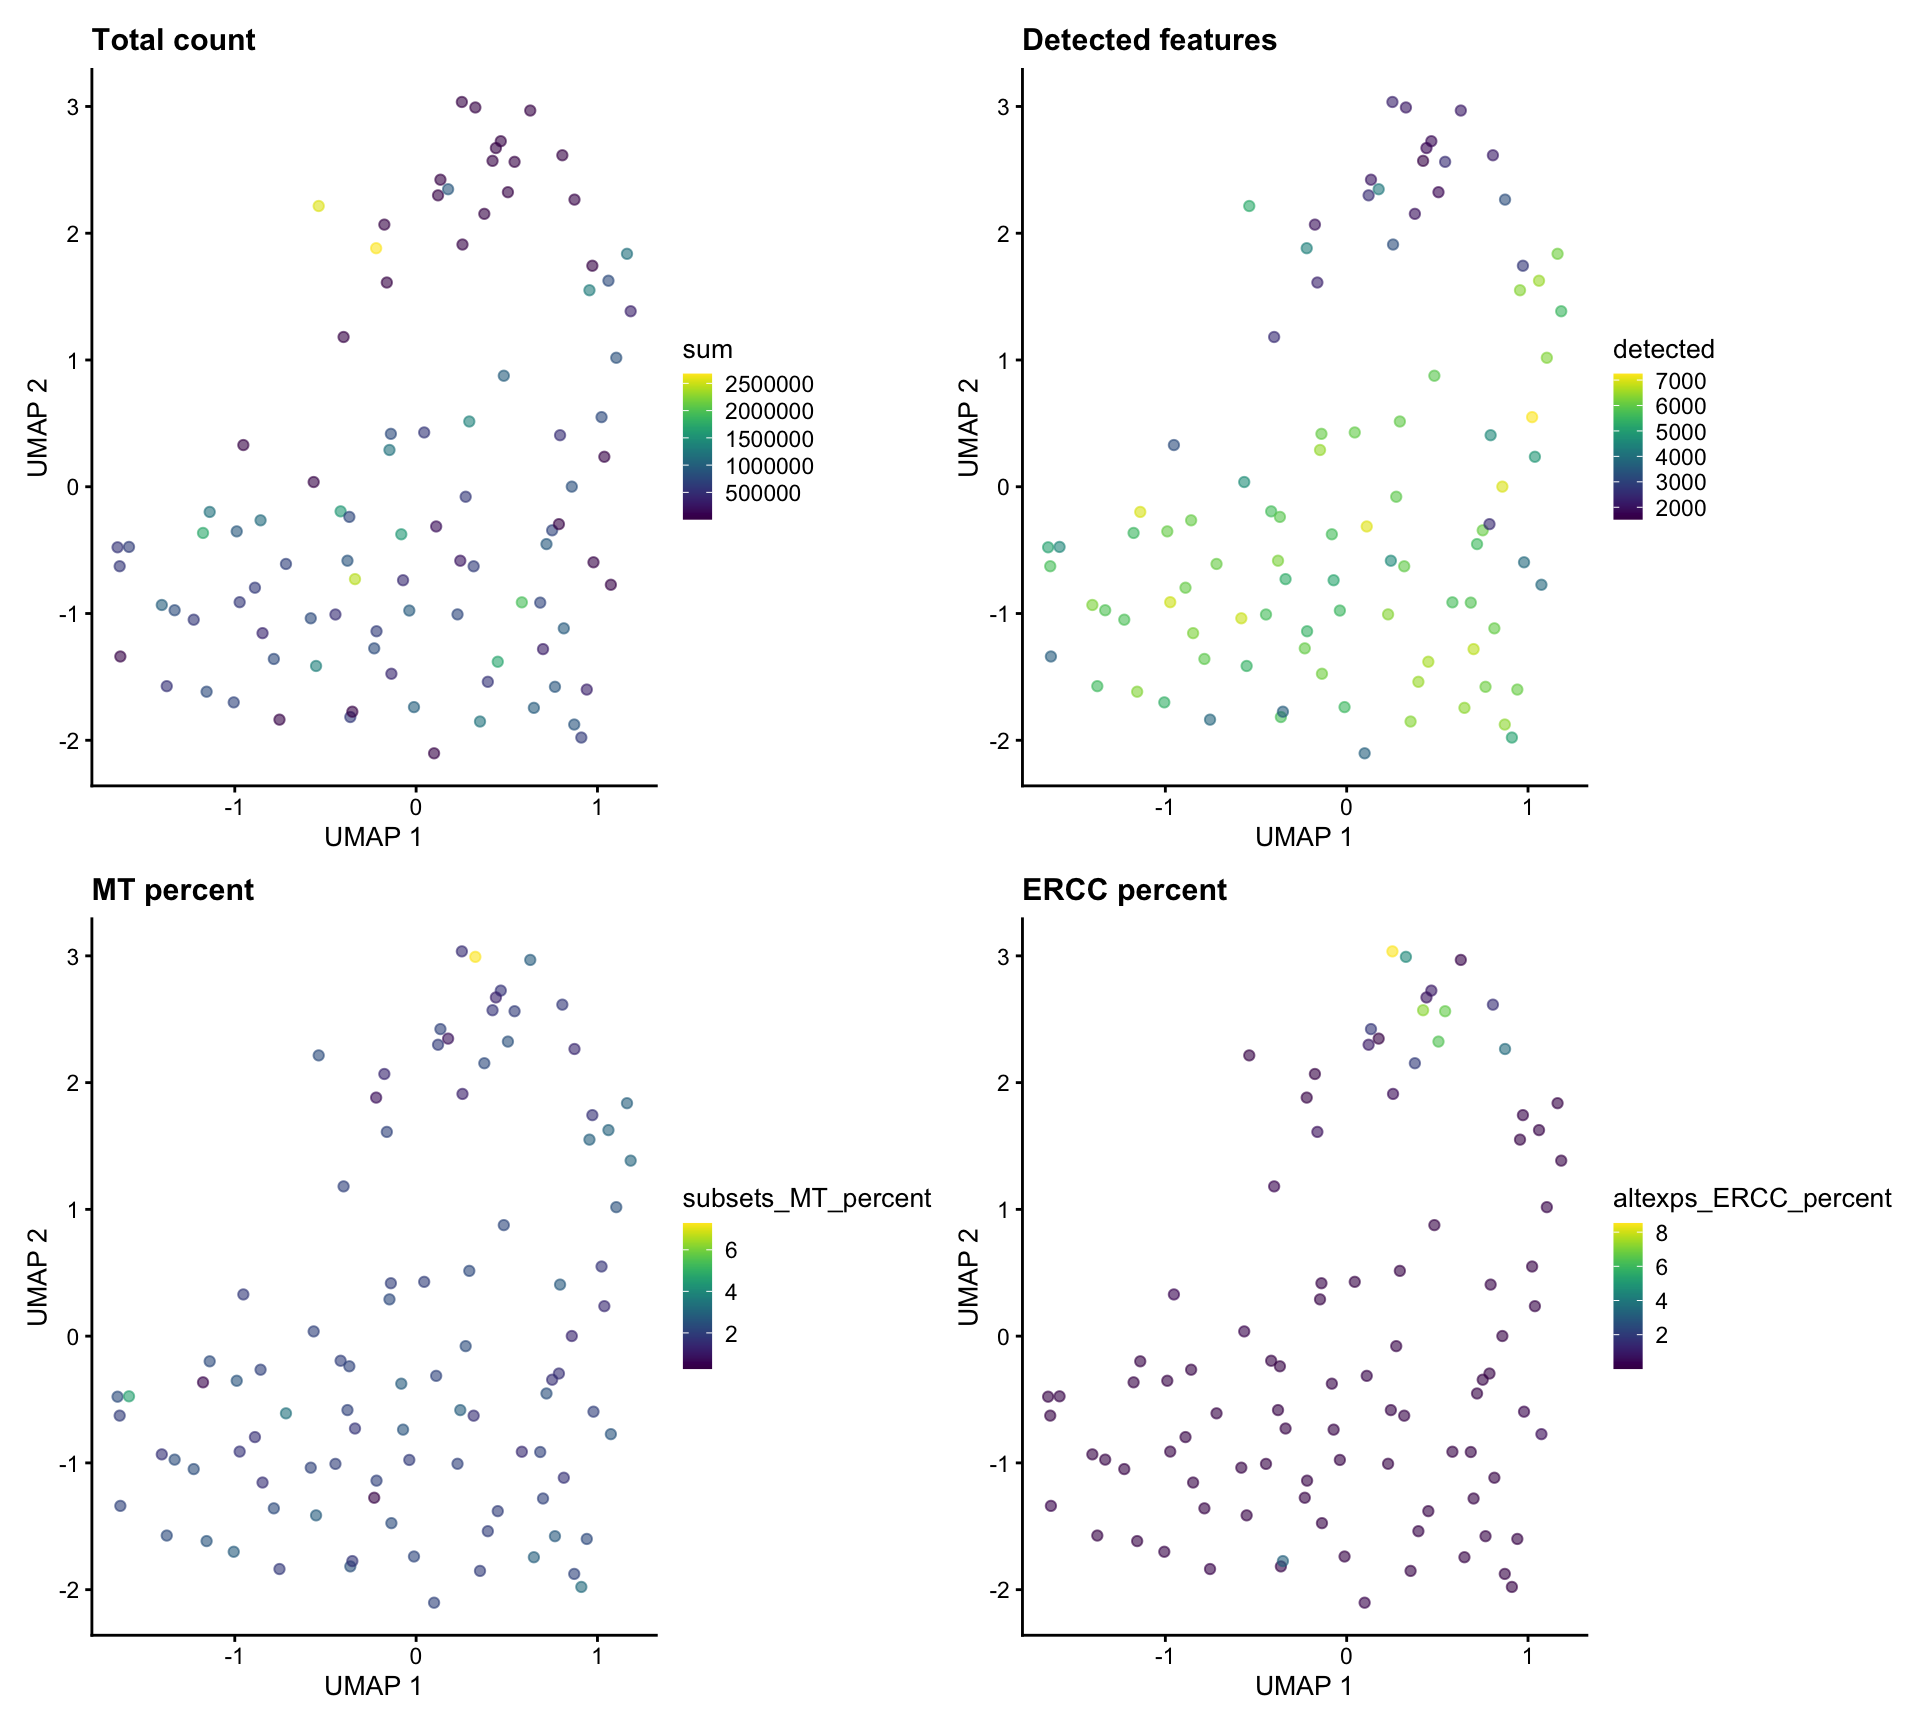 Total count
3
2
1
0
-1
-2
UMAP 2
-1 0 1
UMAP 1
sum
2500000
2000000
1500000
1000000
500000
Detected features
3
2
1
0
-1
-2
UMAP 2
-1 0 1
UMAP 1
detected
7000
6000
5000
4000
3000
2000
MT percent
3
2
1
0
-1
-2
UMAP 2
-1 0 1
UMAP 1
subsets_MT_percent
6
4
2
ERCC percent
3
2
1
0
-1
-2
UMAP 2
-1 0 1
UMAP 1
altexps_ERCC_percent
8
6
4
2